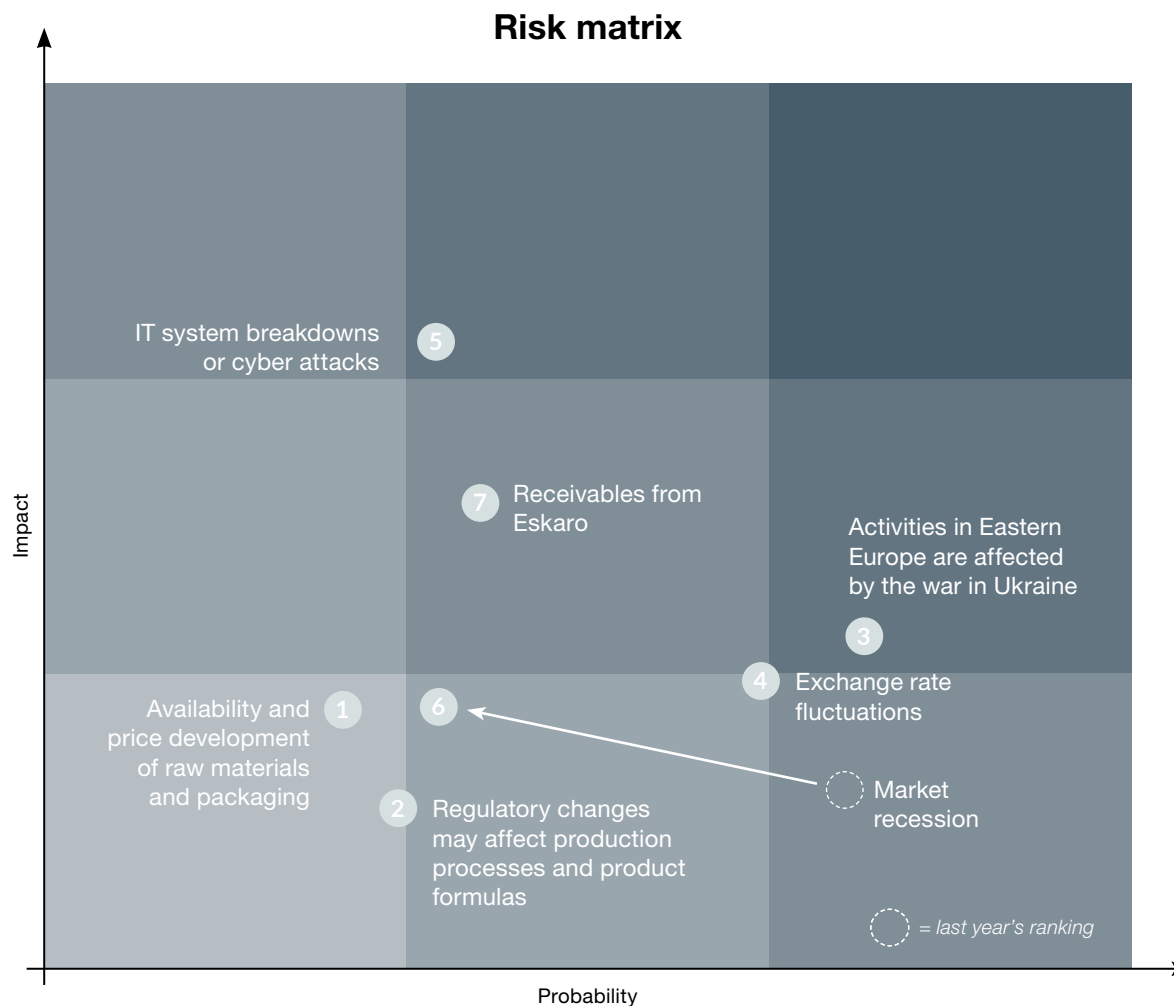 Risk matrix
IT system breakdowns
or cyber attacks
5
7
Receivables from
Eskaro
Activities in Eastern
Europe are affected
by the war in Ukraine
3
4
Exchange rate
fluctuations
Availability and
price development
of raw materials
and packaging
1
6
Market
recession
2
Regulatory changes
may affect production
processes and product
formulas
= last year's ranking
Impact
Probability